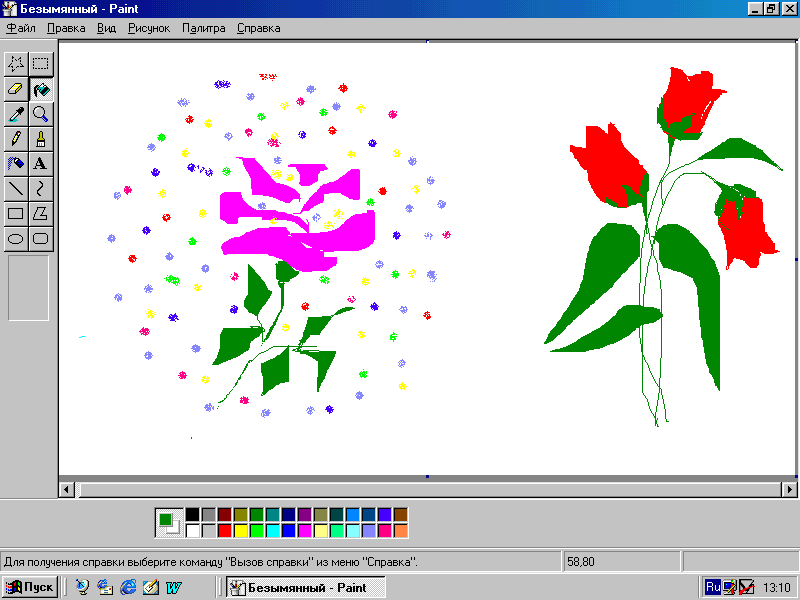 Безымянный - Paint
Файл Правка Вид Рисунок Палитра Справка
A
Для получения справки выберите команду "Вызов справки" из меню "Справка".
58,80
Пуск
W
Безымянный - Paint
Ru
13:10